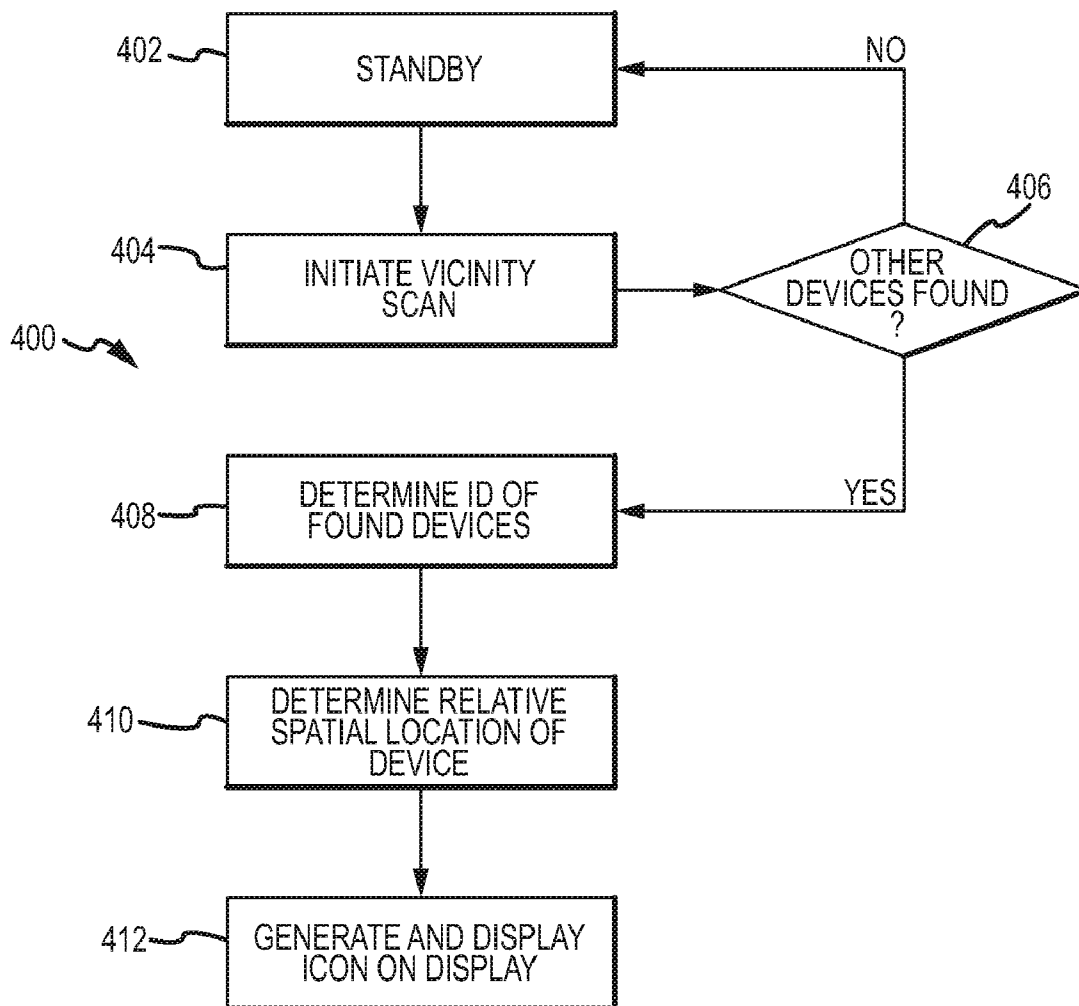 402
STANDBY
NO
406
404
INITIATE VICINITY
SCAN
OTHER
DEVICES FOUND
?
400
408
DETERMINE ID OF
FOUND DEVICES
YES
410
DETERMINE RELATIVE
SPATIAL LOCATION OF
DEVICE
412
GENERATE AND DISPLAY
ICON ON DISPLAY